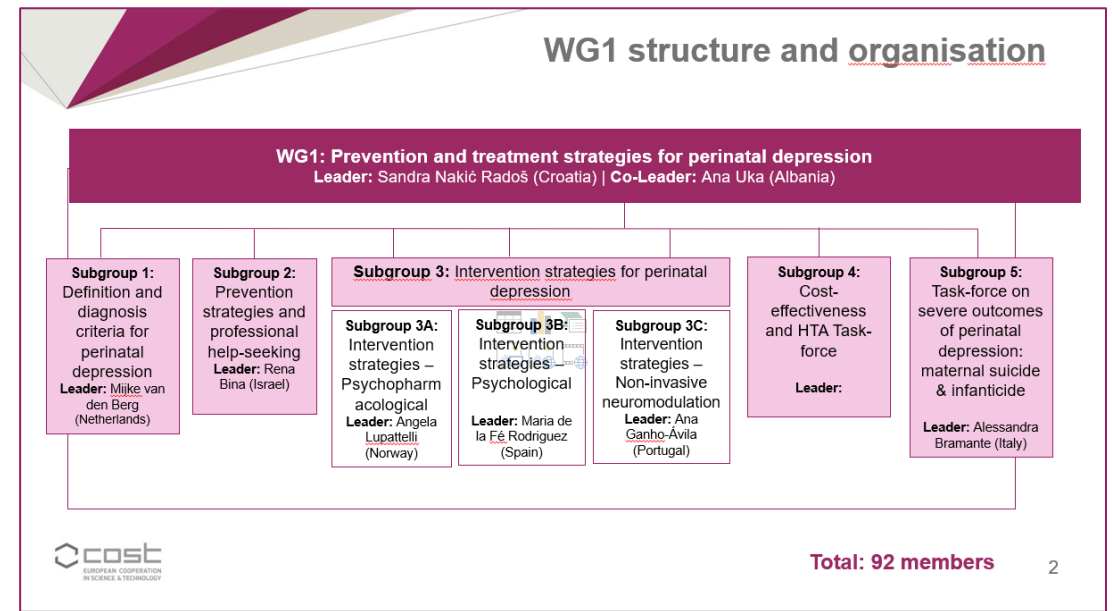 WG1 structure and organisation
WG1: Prevention and treatment strategies for perinatal depression
Leader: Sandra Nakić Radoš (Croatia) | Co-Leader: Ana Uka (Albania)
Subgroup 1:
Definition and
diagnosis
criteria for
perinatal
depression
Leader: Mijke van
den Berg
(Netherlands)
Subgroup 2:
Prevention
strategies and
professional
help-seeking
Leader: Rena
Bina (Israel)
Subgroup 3: Intervention strategies for perinatal
depression
Subgroup 3A:
Intervention
strategies –
Psychopharm
acological
Leader: Angela
Lupattelli
(Norway)
Subgroup 3B:
Intervention
strategies –
Psychological
Leader: Maria de
la Fé Rodriguez
(Spain)
Subgroup 3C:
Intervention
strategies –
Non-invasive
neuromodulation
Leader: Ana
Ganho-Ávila
(Portugal)
Subgroup 4:
Cost-
effectiveness
and HTA Task-
force
Leader:
Subgroup 5:
Task-force on
severe outcomes
of perinatal
depression:
maternal suicide
& infanticide
Leader: Alessandra
Bramante (Italy)
cost
EUROPEAN COOPERATION
IN SCIENCE & TECHNOLOGY
Total: 92 members
2